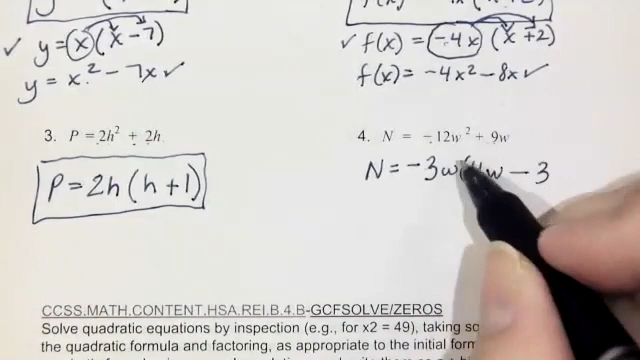 ✓ y = x(x − 7)
y = x² − 7x ✓
✓ f(x) = −4x (x + 2)
f(x) = −4x² − 8x ✓
3. P = 2h² + 2h
P = 2h(h + 1)
4. N = −12w² + 9w
N = −3w(4w − 3
CCSS.MATH.CONTENT.HSA.REI.B.4.B-GCFSOLVE/ZEROS
Solve quadratic equations by inspection (e.g., for x2 = 49), taking
the quadratic formula and factoring, as appropriate to the initial form